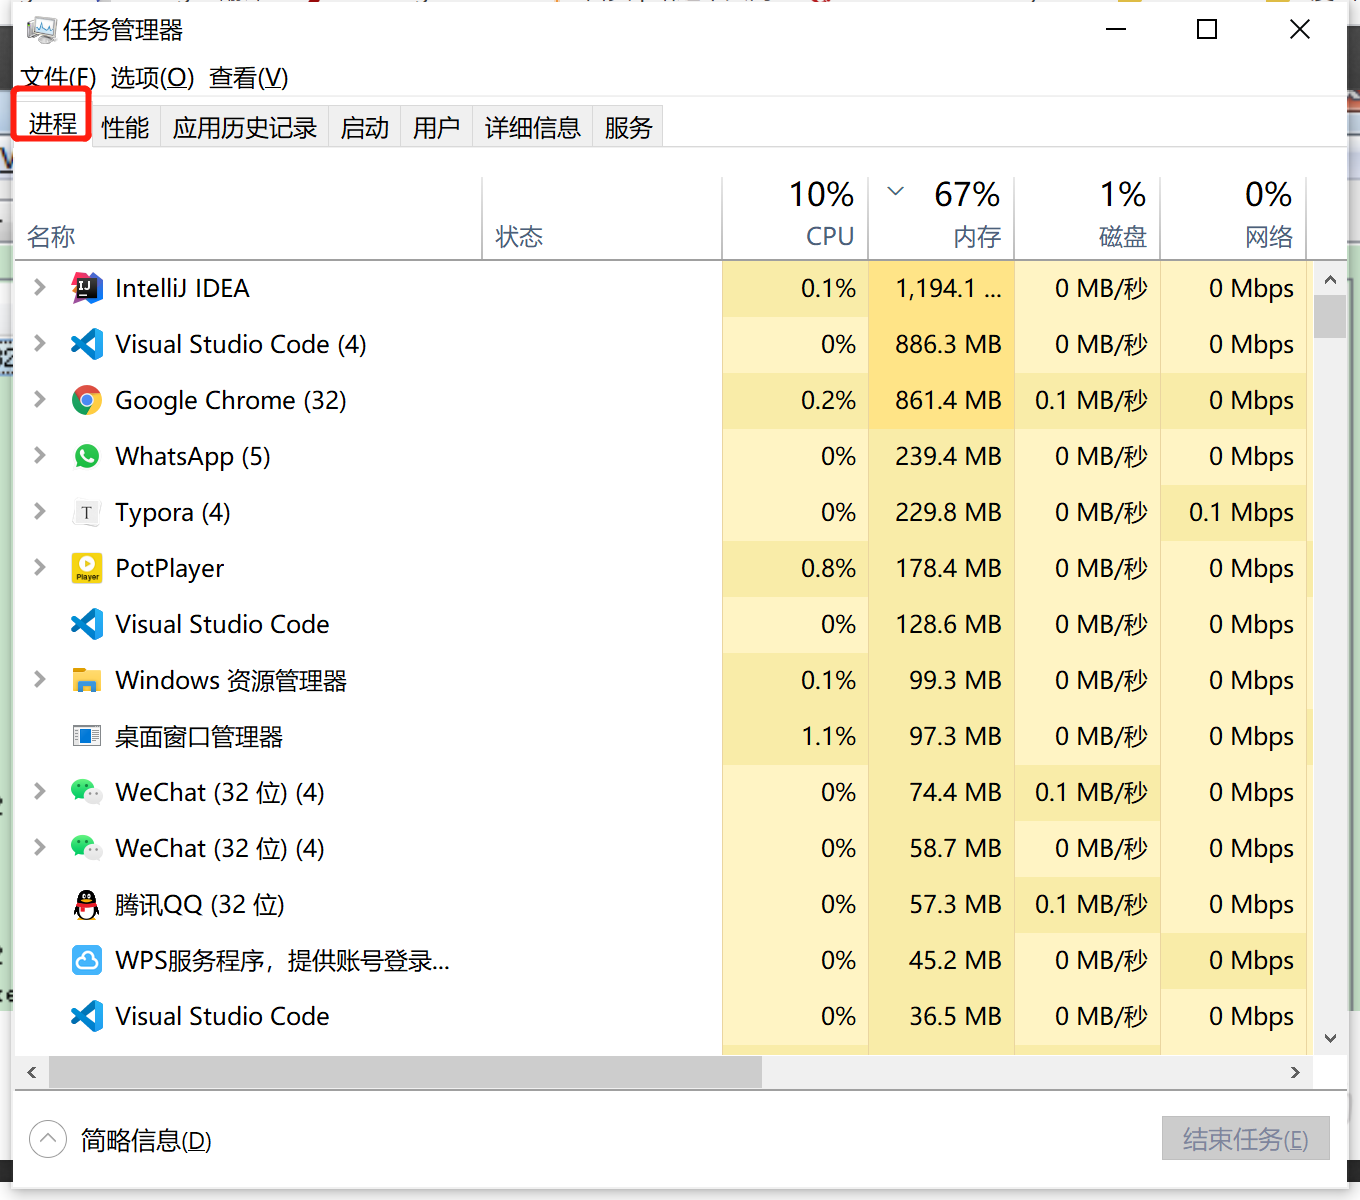 任务管理器
文件(F) 选项(O) 查看(V)
进程 性能 应用历史记录 启动 用户 详细信息 服务
10% 67% 1% 0%
名称 状态 CPU 内存 磁盘 网络
IntelliJ IDEA 0.1% 1,194.1 ... 0 MB/秒 0 Mbps
Visual Studio Code (4) 0% 886.3 MB 0 MB/秒 0 Mbps
Google Chrome (32) 0.2% 861.4 MB 0.1 MB/秒 0 Mbps
WhatsApp (5) 0% 239.4 MB 0 MB/秒 0 Mbps
Typora (4) 0% 229.8 MB 0 MB/秒 0.1 Mbps
PotPlayer 0.8% 178.4 MB 0 MB/秒 0 Mbps
Visual Studio Code 0% 128.6 MB 0 MB/秒 0 Mbps
Windows 资源管理器 0.1% 99.3 MB 0 MB/秒 0 Mbps
桌面窗口管理器 1.1% 97.3 MB 0 MB/秒 0 Mbps
WeChat (32 位) (4) 0% 74.4 MB 0.1 MB/秒 0 Mbps
WeChat (32 位) (4) 0% 58.7 MB 0 MB/秒 0 Mbps
腾讯QQ (32 位) 0% 57.3 MB 0.1 MB/秒 0 Mbps
WPS服务程序，提供账号登录... 0% 45.2 MB 0 MB/秒 0 Mbps
Visual Studio Code 0% 36.5 MB 0 MB/秒 0 Mbps
简略信息(D) 结束任务(E)